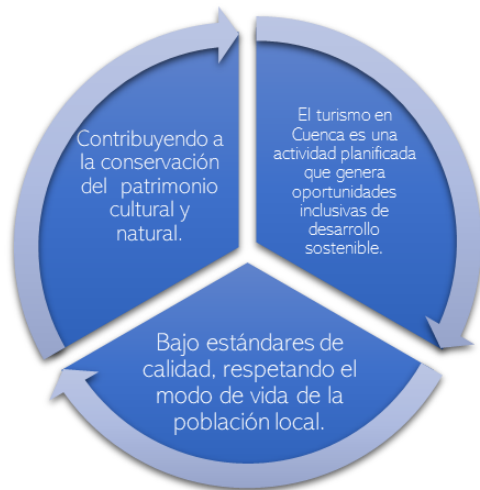 El turismo en
Cuenca es una
actividad planificada
que genera
oportunidades
inclusivas de
desarrollo
sostenible.
Bajo estándares de
calidad, respetando el
modo de vida de la
población local.
Contribuyendo a
la conservación
del patrimonio
cultural y
natural.